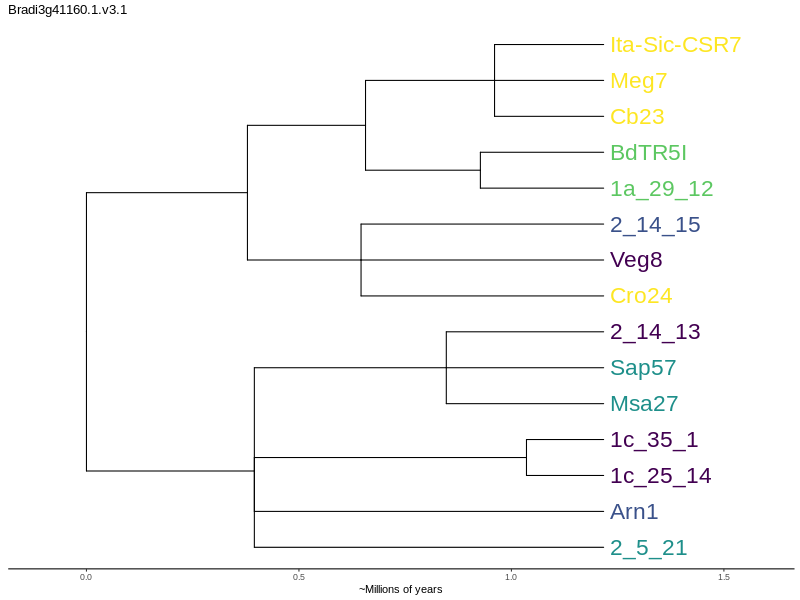 Bradi3g41160.1.v3.1
Ita-Sic-CSR7
Meg7
Cb23
BdTR5I
1a_29_12
2_14_15
Veg8
Cro24
2_14_13
Sap57
Msa27
1c_35_1
1c_25_14
Arn1
2_5_21
0.0 0.5 1.0 1.5
~Millions of years